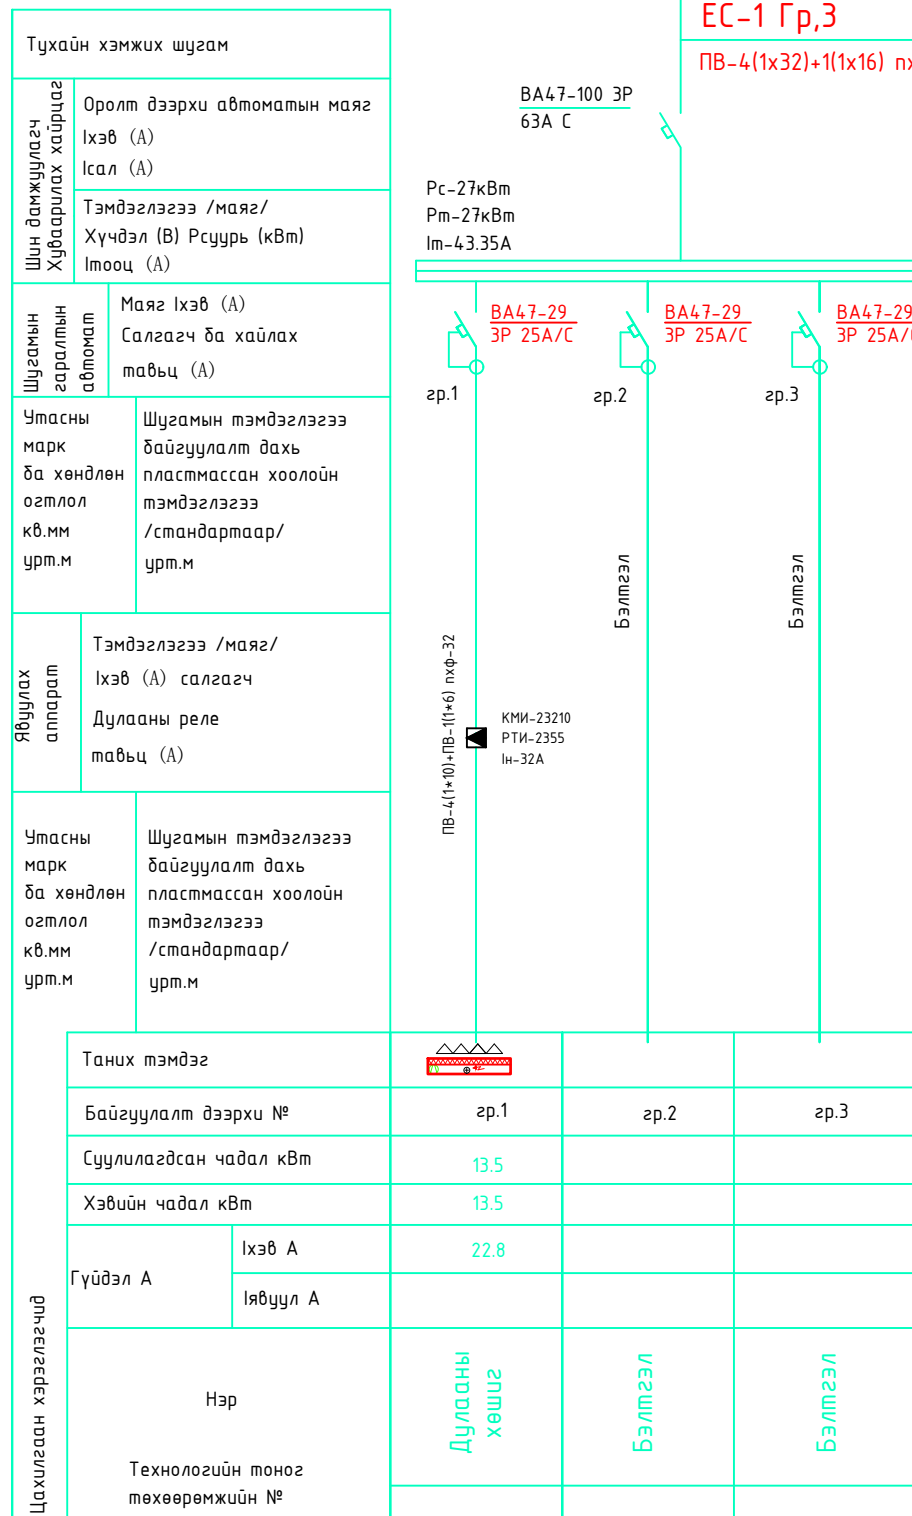 ЕС-1 Гр,3
ПВ-4(1х32)+1(1х16)
Тухайн хэмжих шугам
Шин дамжуулагч
Хуваарилах хайрцаг
Оролт дээрхи автоматын маяг
Iхэв (А)
Iсал (А)
Тэмдэглэгээ /маяг/
Хүчдэл (В) Рсуурь (кВт)
Iтооц (А)
ВА47-100 3Р
63А С
Рс-27кВт
Рт-27кВт
Iт-43.35А
Шугамын
гаралтын
автомат
Маяг Iхэв (А)
Салгагч ба хайлах
тавьц (А)
ВА47-29
3Р 25А/С
гр.1
ВА47-29
3Р 25А/С
гр.2
ВА47-29
3Р 25А/С
гр.3
Утасны
марк
ба хөндлөн
огтлол
кв.мм
урт.м
Шугамын тэмдэглэгээ
байгуулалт дахь
пластмассан хоолойн
тэмдэглэгээ
/стандартаар/
урт.м
Бэлтгэл
Бэлтгэл
Явуулах
аппарат
Тэмдэглэгээ /маяг/
Iхэв (А) салгагч
Дулааны реле
тавьц (А)
ПВ-4(1*10)+ПВ-1(1*6) пхф-32
КМИ-23210
РТИ-2355
Iн-32А
Утасны
марк
ба хөндлөн
огтлол
кв.мм
урт.м
Шугамын тэмдэглэгээ
байгуулалт дахь
пластмассан хоолойн
тэмдэглэгээ
/стандартаар/
урт.м
Цахилгаан хэрэглэгчид
Таних тэмдэг
Байгуулалт дээрхи № гр.1 гр.2 гр.3
Суулилагдсан чадал кВт 13.5
Хэвийн чадал кВт 13.5
Гүйдэл А
Iхэв А 22.8
Iявуул А
Нэр
Дулааны
хөшиг
Бэлтгэл
Бэлтгэл
Технологийн тоног
төхөөрөмжийн №